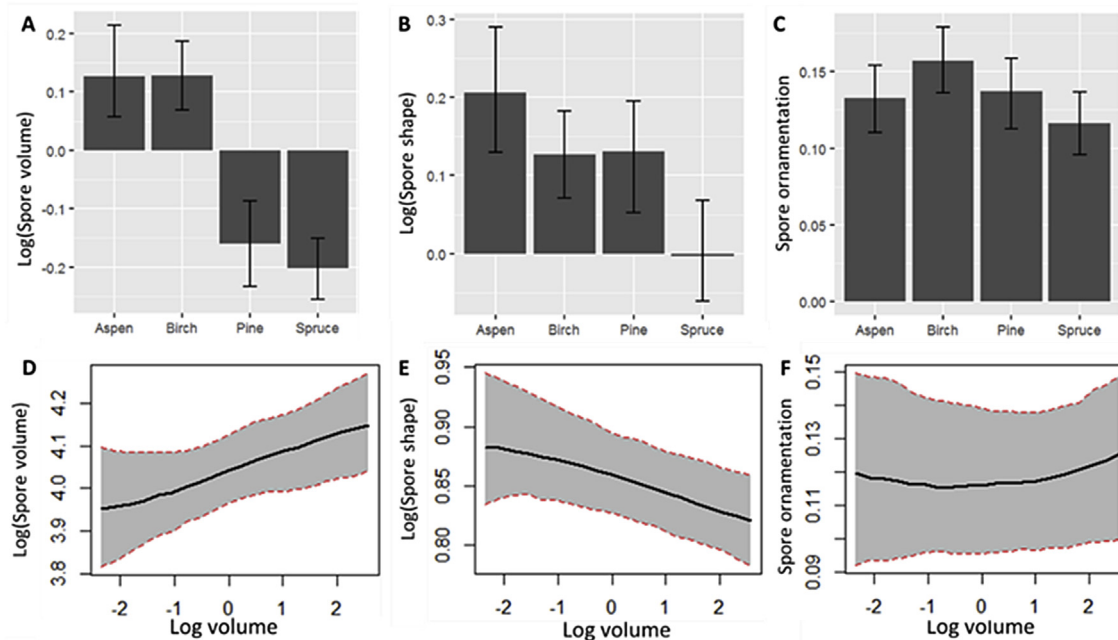 A
Log(Spore volume)
0.2
0.1
0.0
-0.1
-0.2
Aspen Birch Pine Spruce
B
Log(Spore shape)
0.3
0.2
0.1
0.0
Aspen Birch Pine Spruce
C
Spore ornamentation
0.15
0.10
0.05
0.00
Aspen Birch Pine Spruce
D
Log(Spore volume)
4.2
4.1
4.0
3.9
3.8
-2 -1 0 1 2
Log volume
E
Log(Spore shape)
0.95
0.90
0.85
0.80
-2 -1 0 1 2
Log volume
F
Spore ornamentation
0.15
0.13
0.11
0.09
-2 -1 0 1 2
Log volume